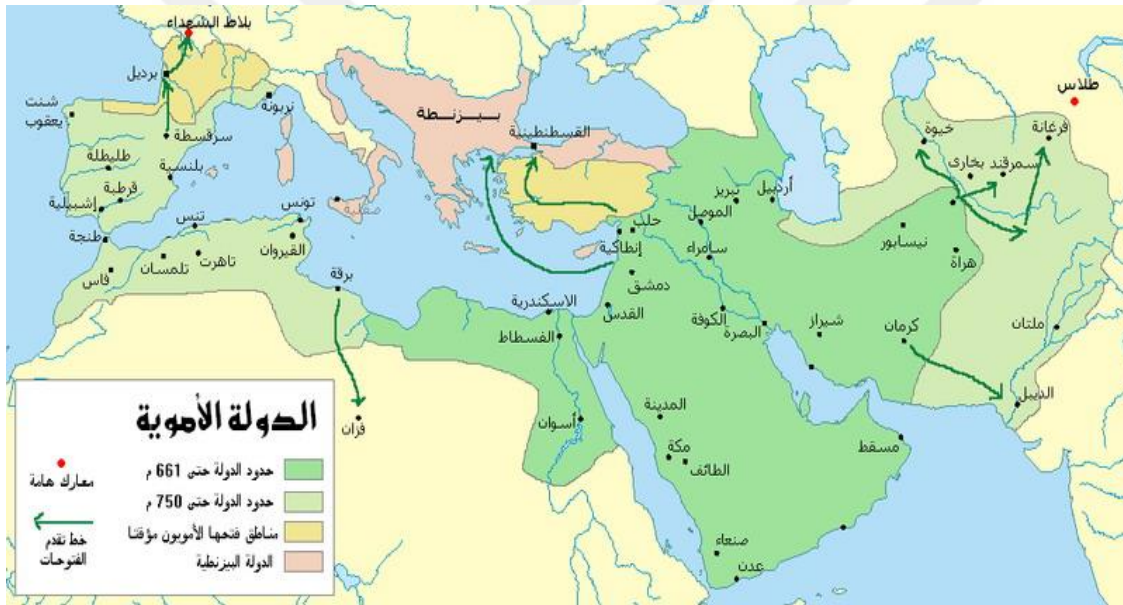 بلاط الشهداء
برديل
نربونة
شنت
يعقوب
سرقسطة
طليطلة
بلنسية
قرطبة
إشبيلية
بيـزنـطة
القسطنطينية
صقلية
طلاس
خيوة
فرغانة
سمرقند
بخارى
أردبيل
تبريز
الموصل
حلب
إنطاكية
سامراء
نيسابور
هراة
دمشق
القدس
الكوفة
البصرة
شيراز
كرمان
ملتان
الديبل
طنجة
تنس
تونس
القيروان
تاهرت
تلمسان
فاس
برقة
الاسكندرية
الفسطاط
أسوان
فزان
المدينة
مكة
الطائف
مسقط
صنعاء
عدن
الدولة الأموية
حدود الدولة حتى 661 م
حدود الدولة حتى 750 م
مناطق فتحها الأمويون مؤقتا
الدولة البيزنطية
معارك هامة
خط تقدم
الفتوحات